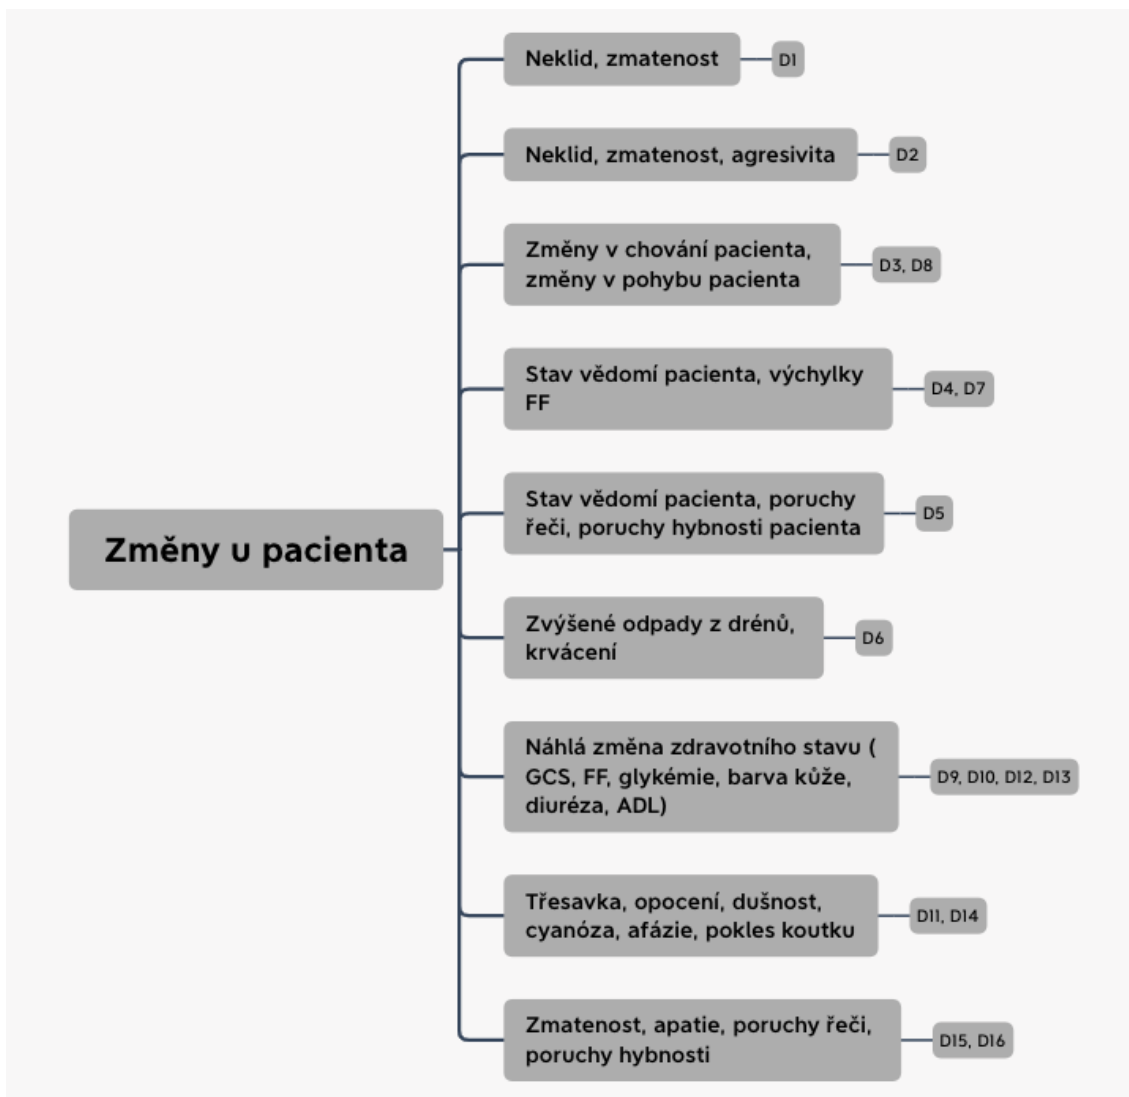 Změny u pacienta
Neklid, zmatenost
D1
Neklid, zmatenost, agresivita
D2
Změny v chování pacienta,
změny v pohybu pacienta
D3, D8
Stav vědomí pacienta, výchylky
FF
D4, D7
Stav vědomí pacienta, poruchy
řeči, poruchy hybnosti pacienta
D5
Zvýšené odpady z drénů,
krvácení
D6
Náhlá změna zdravotního stavu (
GCS, FF, glykémie, barva kůže,
diuréza, ADL)
D9, D10, D12, D13
Třesavka, opocení, dušnost,
cyanóza, afázie, pokles koutku
D11, D14
Zmatenost, apatie, poruchy řeči,
poruchy hybnosti
D15, D16